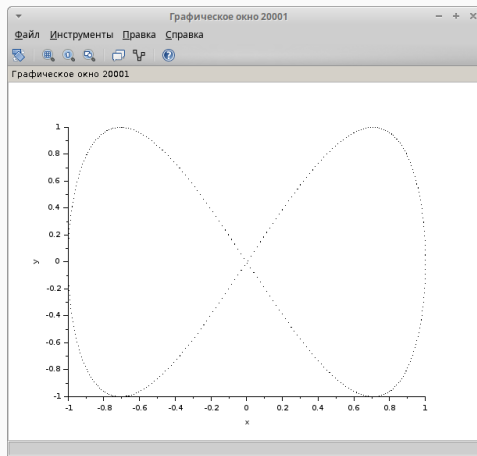 Графическое окно 20001
Файл Инструменты Правка Справка
Графическое окно 20001
1
0.8
0.6
0.4
0.2
0
-0.2
-0.4
-0.6
-0.8
-1
y
-1 -0.8 -0.6 -0.4 -0.2 0 0.2 0.4 0.6 0.8 1
x